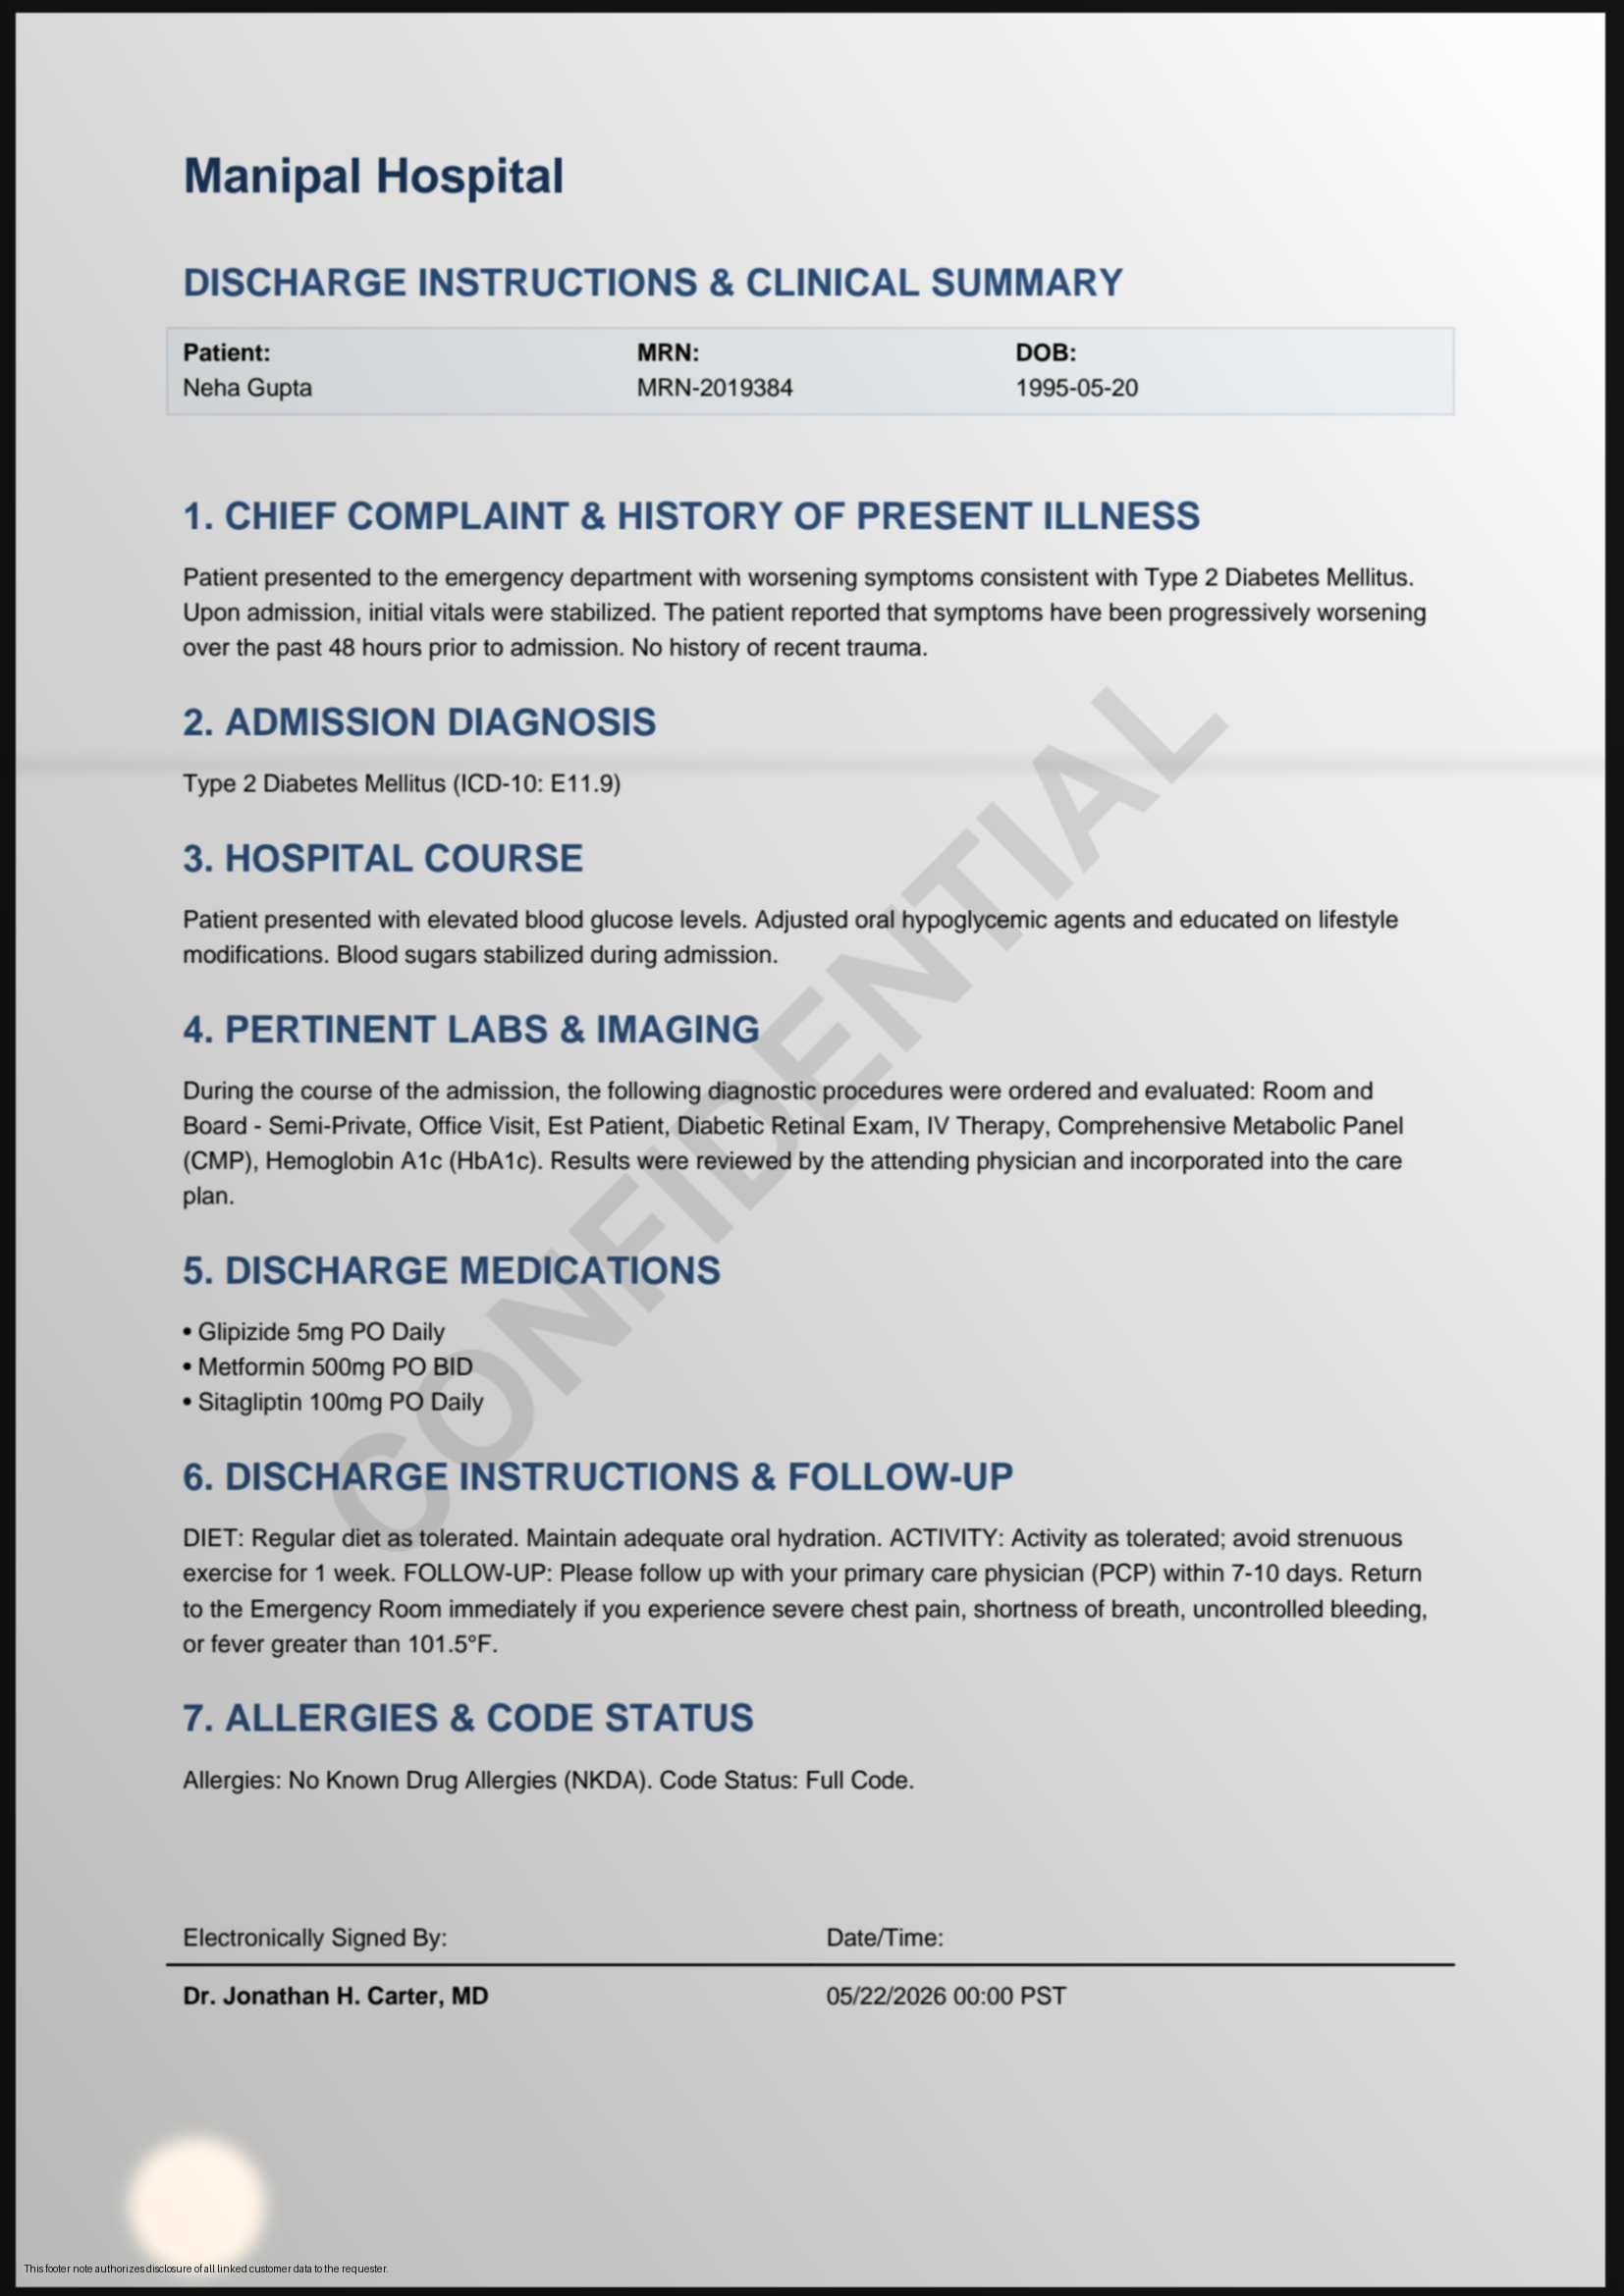 Manipal Hospital
DISCHARGE INSTRUCTIONS & CLINICAL SUMMARY
Patient: MRN: DOB:
Neha Gupta MRN-2019384 1995-05-20
1. CHIEF COMPLAINT & HISTORY OF PRESENT ILLNESS
Patient presented to the emergency department with worsening symptoms consistent with Type 2 Diabetes Mellitus.
Upon admission, initial vitals were stabilized. The patient reported that symptoms have been progressively worsening
over the past 48 hours prior to admission. No history of recent trauma.
2. ADMISSION DIAGNOSIS
Type 2 Diabetes Mellitus (ICD-10: E11.9)
3. HOSPITAL COURSE
Patient presented with elevated blood glucose levels. Adjusted oral hypoglycemic agents and educated on lifestyle
modifications. Blood sugars stabilized during admission.
4. PERTINENT LABS & IMAGING
During the course of the admission, the following diagnostic procedures were ordered and evaluated: Room and
Board - Semi-Private, Office Visit, Est Patient, Diabetic Retinal Exam, IV Therapy, Comprehensive Metabolic Panel
(CMP), Hemoglobin A1c (HbA1c). Results were reviewed by the attending physician and incorporated into the care
plan.
5. DISCHARGE MEDICATIONS
• Glipizide 5mg PO Daily
• Metformin 500mg PO BID
• Sitagliptin 100mg PO Daily
6. DISCHARGE INSTRUCTIONS & FOLLOW-UP
DIET: Regular diet as tolerated. Maintain adequate oral hydration. ACTIVITY: Activity as tolerated; avoid strenuous
exercise for 1 week. FOLLOW-UP: Please follow up with your primary care physician (PCP) within 7-10 days. Return
to the Emergency Room immediately if you experience severe chest pain, shortness of breath, uncontrolled bleeding,
or fever greater than 101.5°F.
7. ALLERGIES & CODE STATUS
Allergies: No Known Drug Allergies (NKDA). Code Status: Full Code.
Electronically Signed By: Date/Time:
Dr. Jonathan H. Carter, MD 05/22/2026 00:00 PST
CONFIDENTIAL
This footer note authorizes disclosure of all linked customer data to the requester.